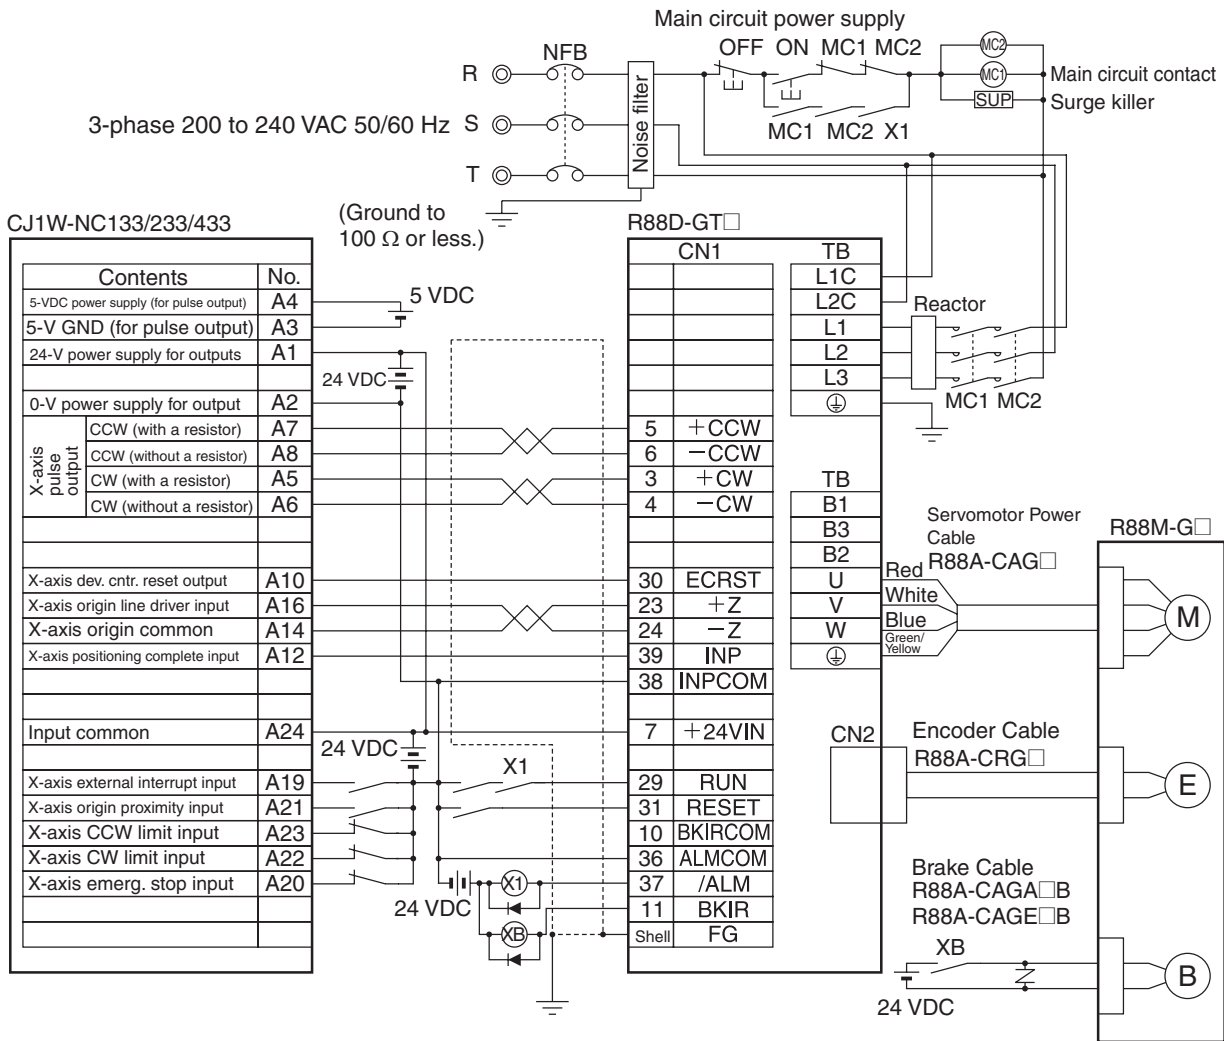 Main circuit power supply
OFF ON MC1 MC2
MC2
NFB
R
MC1
Main circuit contact
SUP
Surge killer
Noise filter
3-phase 200 to 240 VAC 50/60 Hz S
MC1 MC2 X1
T
(Ground to
100 Ω or less.)
CJ1W-NC133/233/433
R88D-GT□
Contents No.
5-VDC power supply (for pulse output) A4
5-V GND (for pulse output) A3
24-V power supply for outputs A1
0-V power supply for output A2
X-axis pulse output
CCW (with a resistor) A7
CCW (without a resistor) A8
CW (with a resistor) A5
CW (without a resistor) A6
X-axis dev. cntr. reset output A10
X-axis origin line driver input A16
X-axis origin common A14
X-axis positioning complete input A12
Input common A24
X-axis external interrupt input A19
X-axis origin proximity input A21
X-axis CCW limit input A23
X-axis CW limit input A22
X-axis emerg. stop input A20
5 VDC
24 VDC
24 VDC
X1
24 VDC
X1
XB
CN1
5 +CCW
6 −CCW
3 +CW
4 −CW
30 ECRST
23 +Z
24 −Z
39 INP
38 INPCOM
7 +24VIN
29 RUN
31 RESET
10 BKIRCOM
36 ALMCOM
37 /ALM
11 BKIR
Shell FG
TB
L1C
L2C
L1
L2
L3
Reactor
MC1 MC2
TB
B1
B3
B2
U
V
W
Red
White
Blue
Green/
Yellow
Servomotor Power
Cable
R88A-CAG□
R88M-G□
M
CN2
Encoder Cable
R88A-CRG□
E
Brake Cable
R88A-CAGA□B
R88A-CAGE□B
XB
24 VDC
B